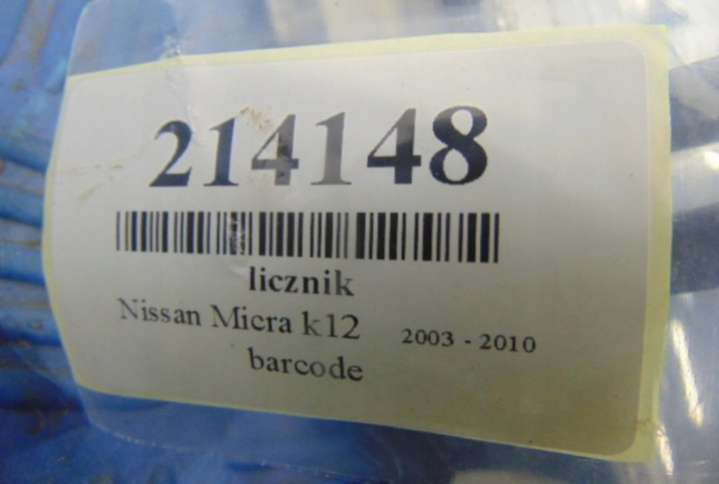 214148
licznik
Nissan Micra k12 2003 - 2010
barcode